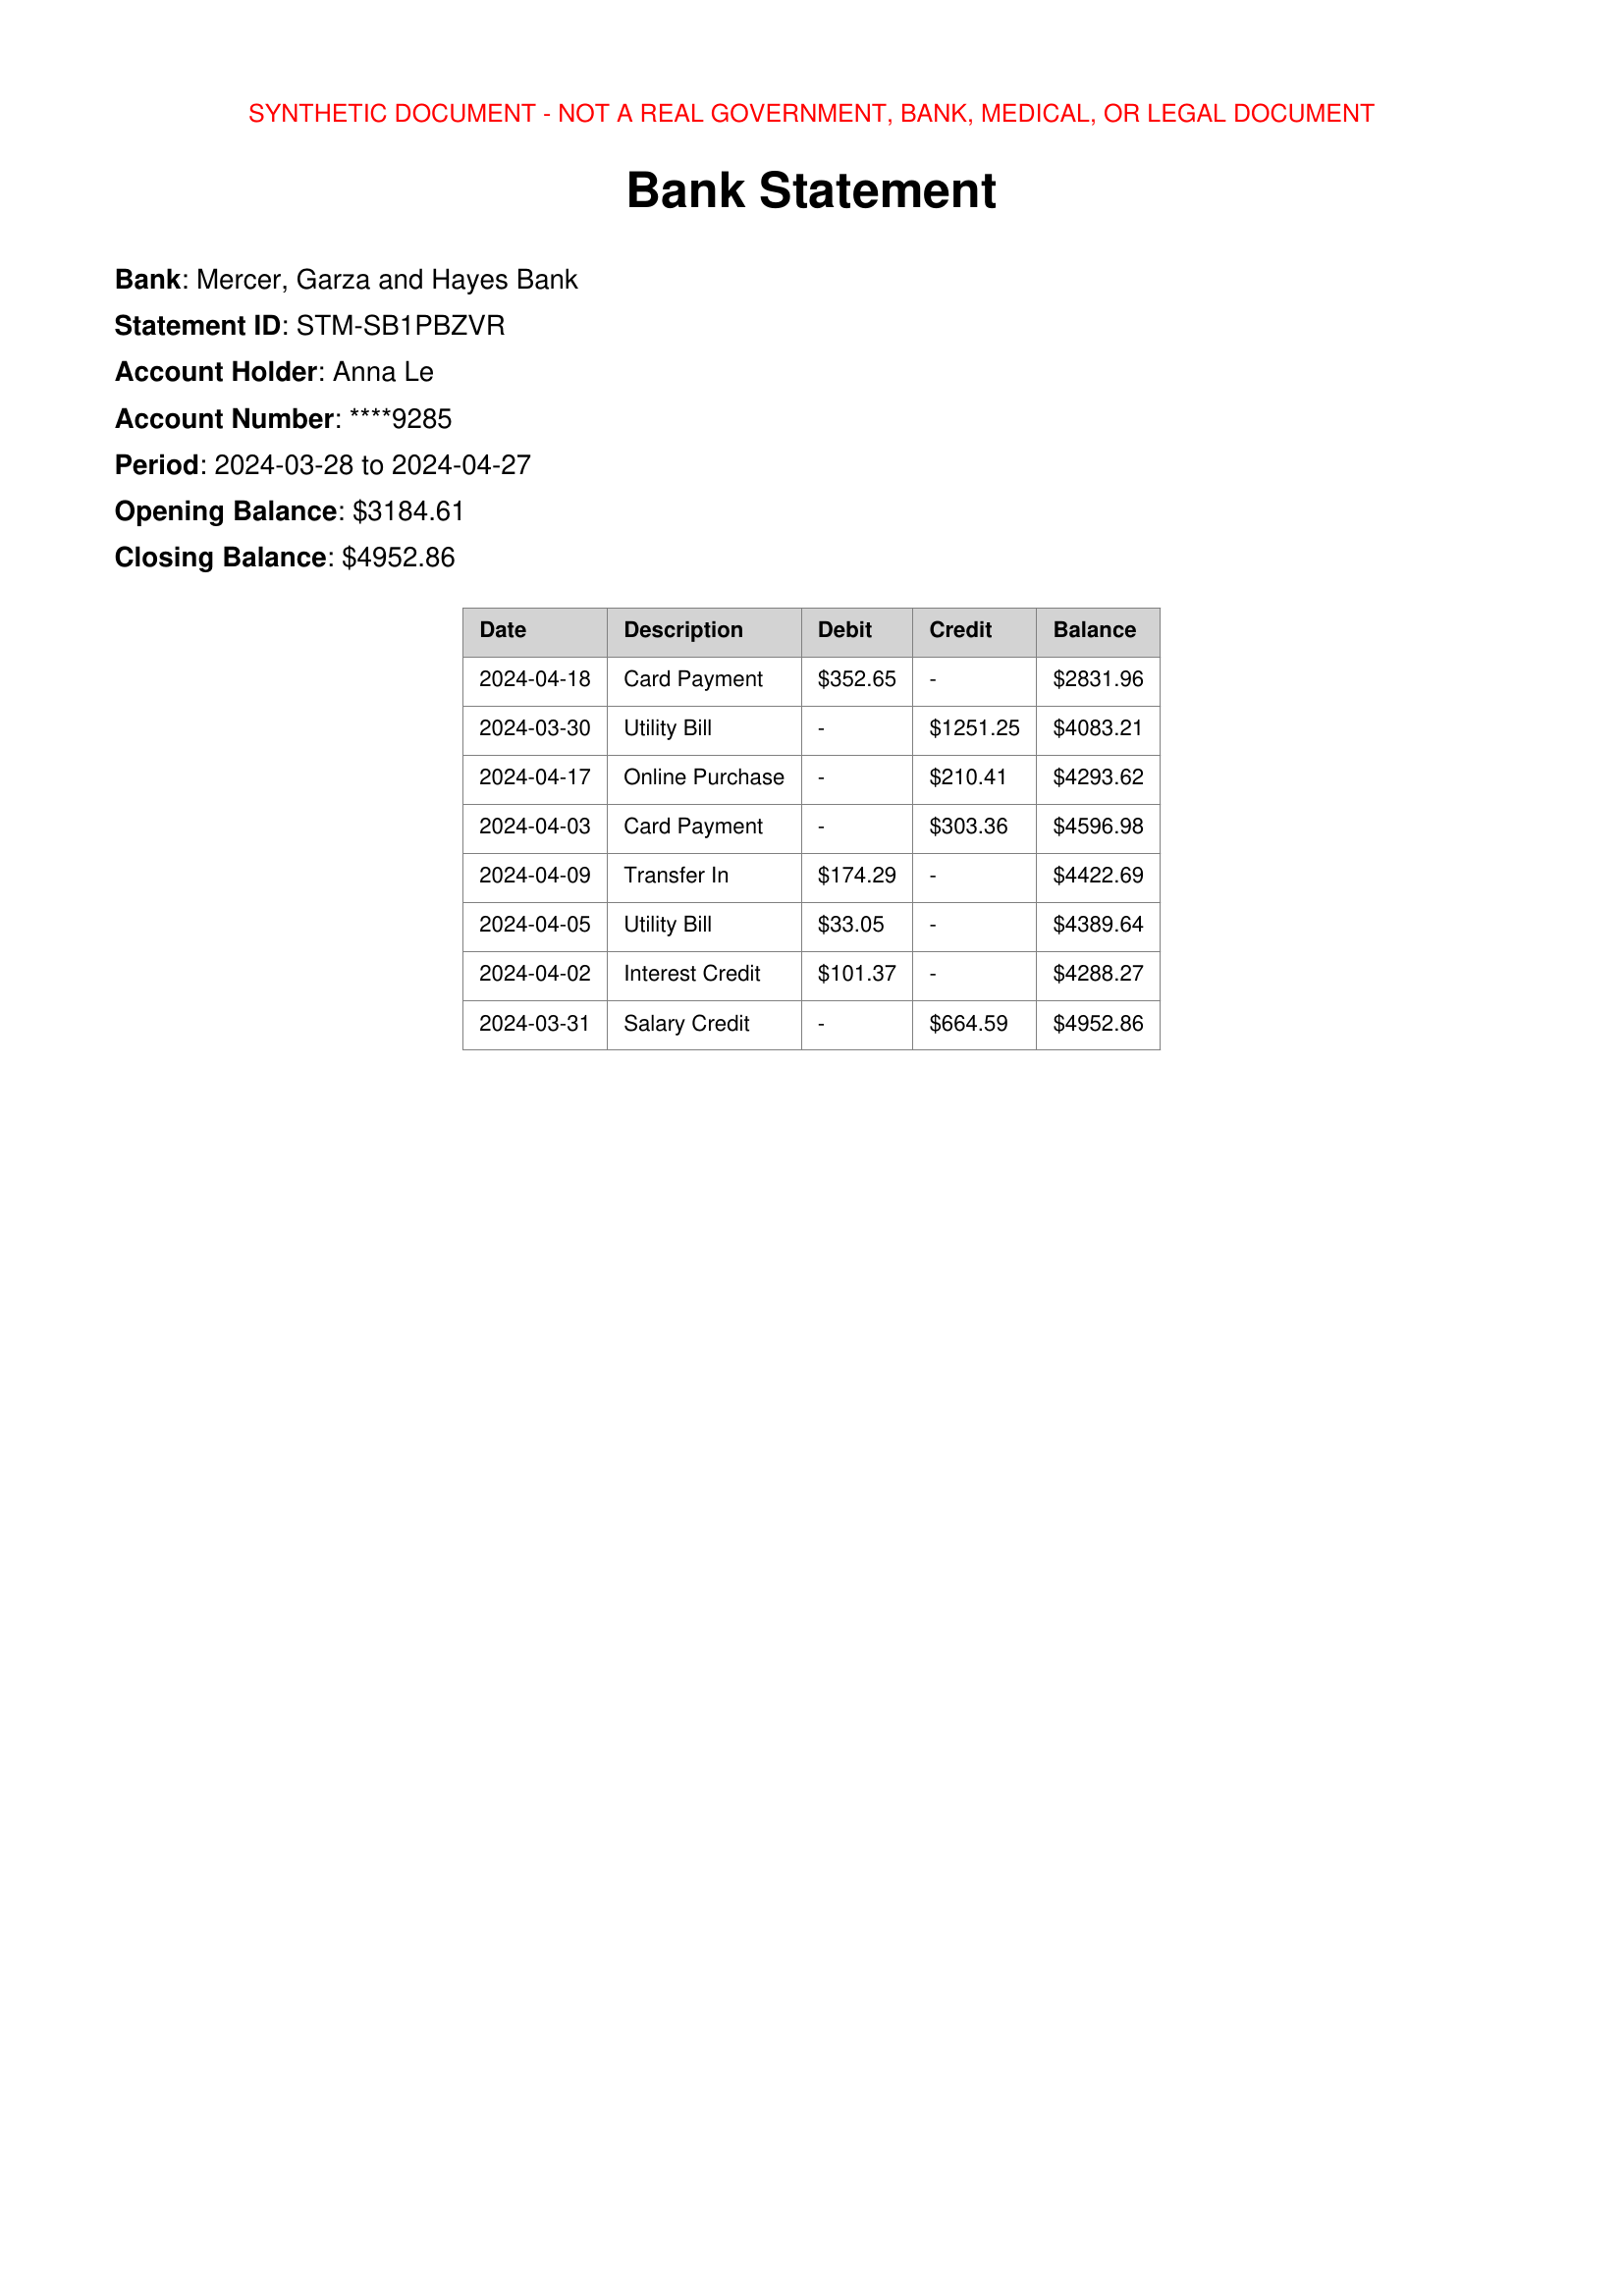 SYNTHETIC DOCUMENT - NOT A REAL GOVERNMENT, BANK, MEDICAL, OR LEGAL DOCUMENT
Bank Statement
Bank: Mercer, Garza and Hayes Bank
Statement ID: STM-SB1PBZVR
Account Holder: Anna Le
Account Number: ****9285
Period: 2024-03-28 to 2024-04-27
Opening Balance: $3184.61
Closing Balance: $4952.86
Date Description Debit Credit Balance
2024-04-18 Card Payment $352.65 - $2831.96
2024-03-30 Utility Bill - $1251.25 $4083.21
2024-04-17 Online Purchase - $210.41 $4293.62
2024-04-03 Card Payment - $303.36 $4596.98
2024-04-09 Transfer In $174.29 - $4422.69
2024-04-05 Utility Bill $33.05 - $4389.64
2024-04-02 Interest Credit $101.37 - $4288.27
2024-03-31 Salary Credit - $664.59 $4952.86